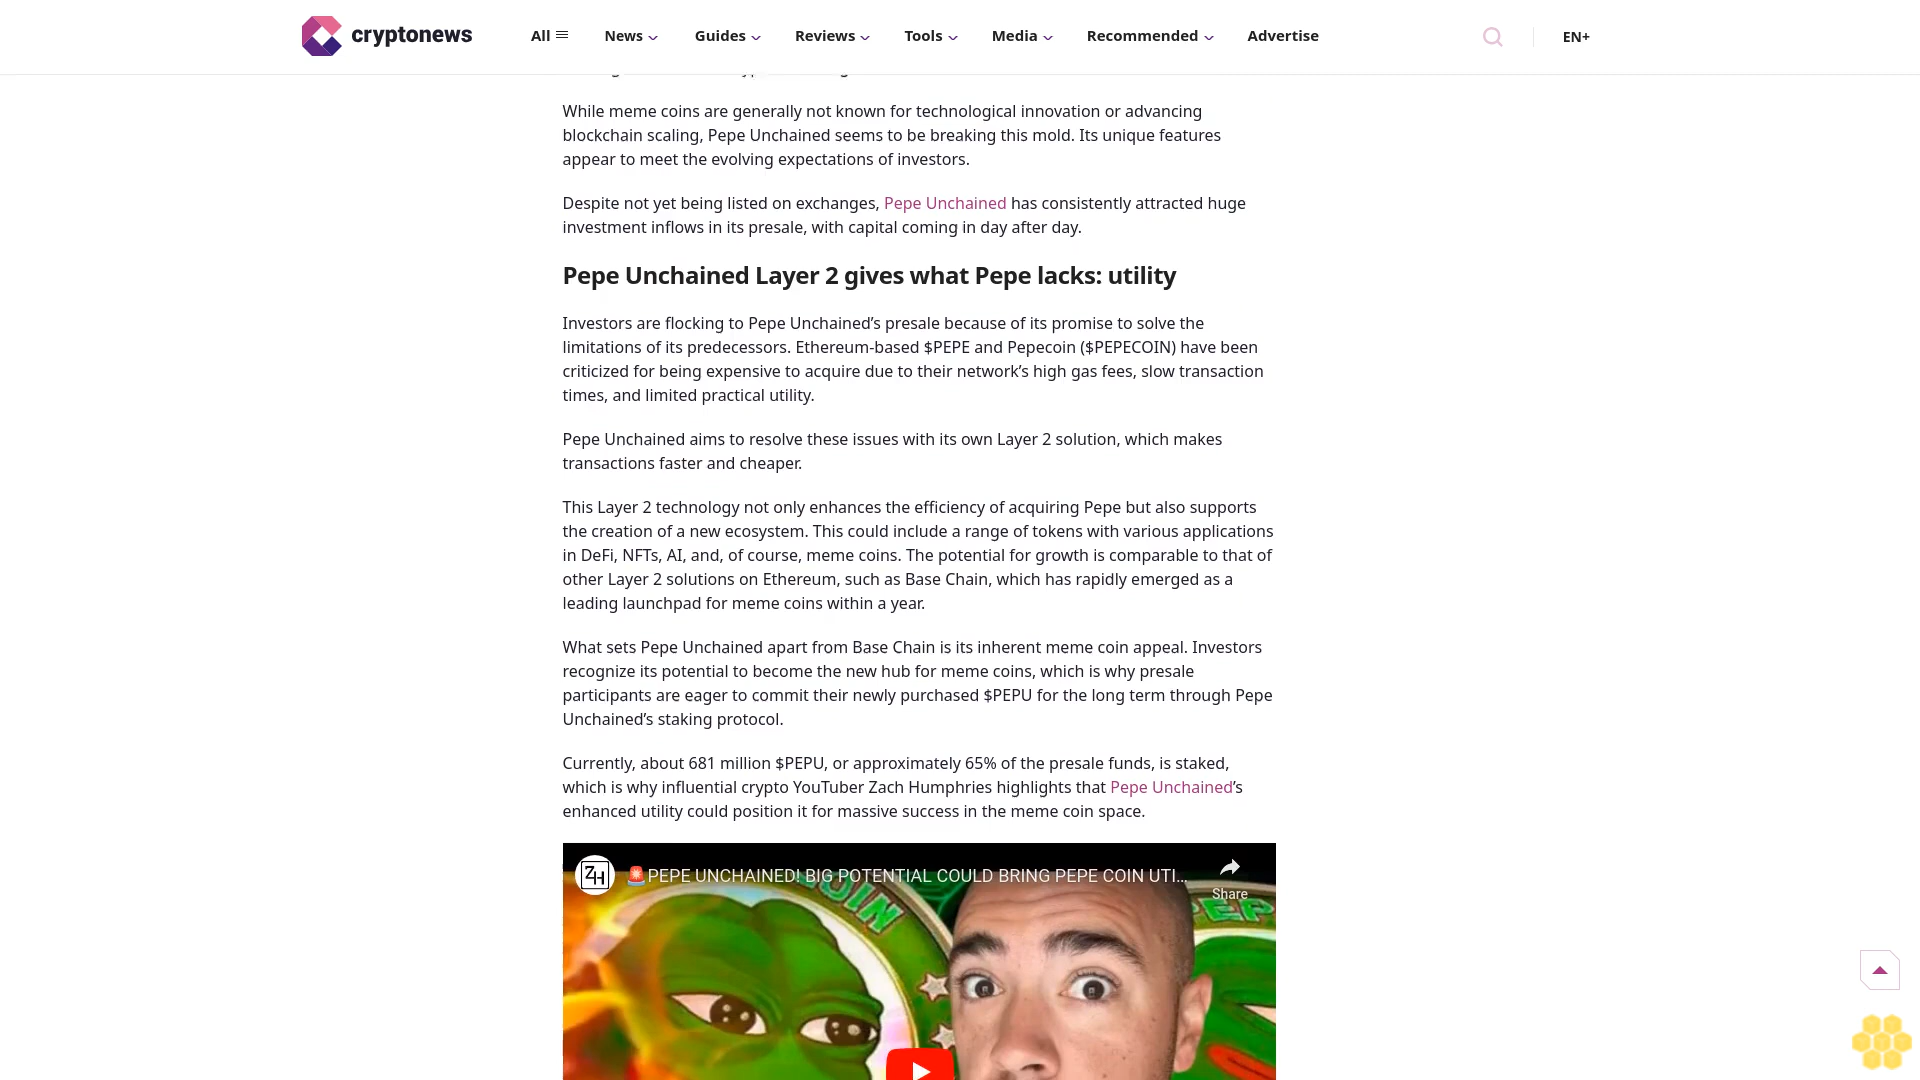 cryptonews
All
News
Guides
Reviews
Tools
Media
Recommended
Advertise
EN+
While meme coins are generally not known for technological innovation or advancing
blockchain scaling, Pepe Unchained seems to be breaking this mold. Its unique features
appear to meet the evolving expectations of investors.
Despite not yet being listed on exchanges, Pepe Unchained has consistently attracted huge
investment inflows in its presale, with capital coming in day after day.
Pepe Unchained Layer 2 gives what Pepe lacks: utility
Investors are flocking to Pepe Unchained’s presale because of its promise to solve the
limitations of its predecessors. Ethereum-based $PEPE and Pepecoin ($PEPECOIN) have been
criticized for being expensive to acquire due to their network’s high gas fees, slow transaction
times, and limited practical utility.
Pepe Unchained aims to resolve these issues with its own Layer 2 solution, which makes
transactions faster and cheaper.
This Layer 2 technology not only enhances the efficiency of acquiring Pepe but also supports
the creation of a new ecosystem. This could include a range of tokens with various applications
in DeFi, NFTs, AI, and, of course, meme coins. The potential for growth is comparable to that of
other Layer 2 solutions on Ethereum, such as Base Chain, which has rapidly emerged as a
leading launchpad for meme coins within a year.
What sets Pepe Unchained apart from Base Chain is its inherent meme coin appeal. Investors
recognize its potential to become the new hub for meme coins, which is why presale
participants are eager to commit their newly purchased $PEPU for the long term through Pepe
Unchained’s staking protocol.
Currently, about 681 million $PEPU, or approximately 65% of the presale funds, is staked,
which is why influential crypto YouTuber Zach Humphries highlights that Pepe Unchained’s
enhanced utility could position it for massive success in the meme coin space.
ZH
🚨PEPE UNCHAINED! BIG POTENTIAL COULD BRING PEPE COIN UTI...
Share